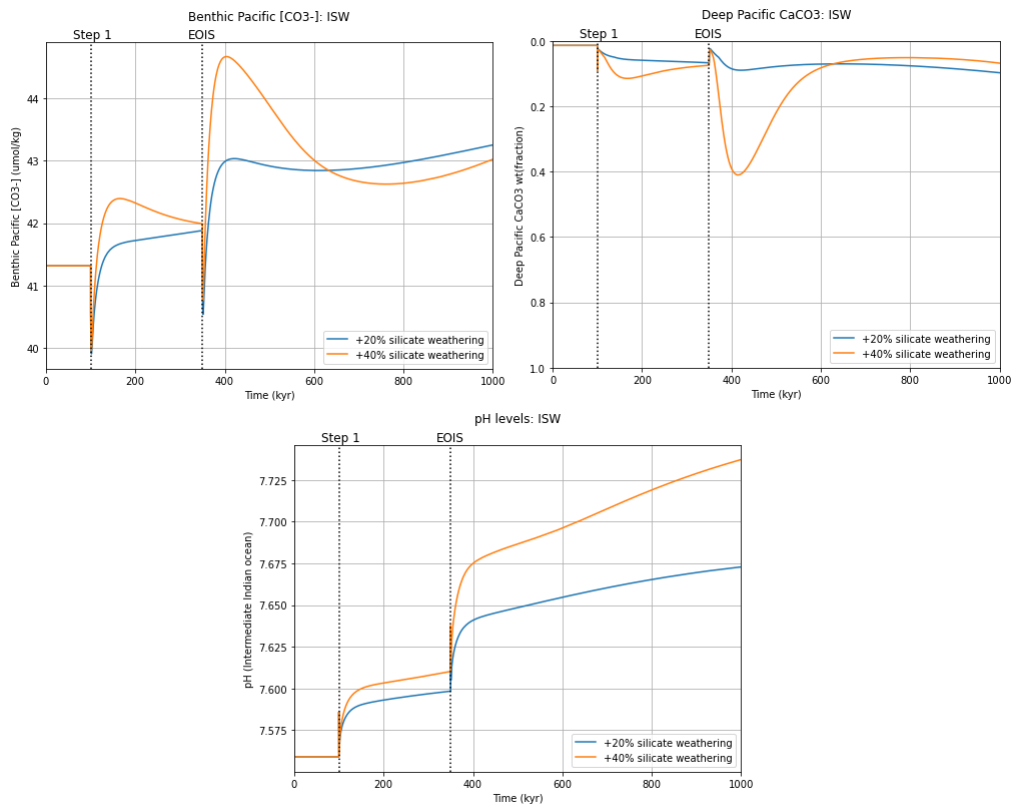 Benthic Pacific [CO3-]: ISW
Step 1
EOIS
Benthic Pacific [CO3-] (umol/kg)
44
43
42
41
40
0
200
400
600
800
1000
Time (kyr)
+20% silicate weathering
+40% silicate weathering
Deep Pacific CaCO3: ISW
Step 1
EOIS
Deep Pacific CaCO3 wt(fraction)
0.0
0.2
0.4
0.6
0.8
1.0
0
200
400
600
800
1000
Time (kyr)
+20% silicate weathering
+40% silicate weathering
pH levels: ISW
Step 1
EOIS
pH (Intermediate Indian ocean)
7.725
7.700
7.675
7.650
7.625
7.600
7.575
0
200
400
600
800
1000
Time (kyr)
+20% silicate weathering
+40% silicate weathering